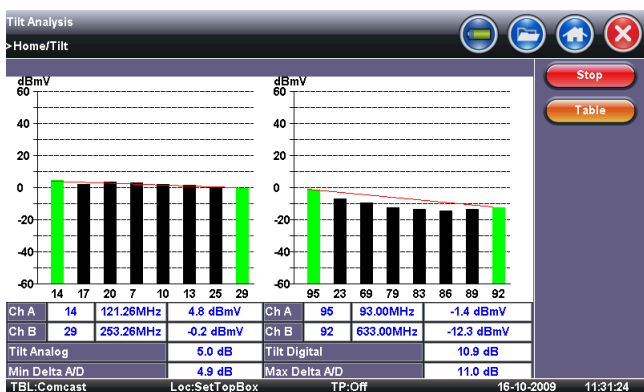 Tilt Analysis
>Home/Tilt
Stop
Table
dBmV
60
40
20
0
-20
-40
-60
14 17 20 7 10 13 25 29
dBmV
60
40
20
0
-20
-40
-60
95 23 69 79 83 86 89 92
Ch A 14 121.26MHz 4.8 dBmV Ch A 95 93.00MHz -1.4 dBmV
Ch B 29 253.26MHz -0.2 dBmV Ch B 92 633.00MHz -12.3 dBmV
Tilt Analog 5.0 dB Tilt Digital 10.9 dB
Min Delta A/D 4.9 dB Max Delta A/D 11.0 dB
TBL:Comcast Loc:SetTopBox TP:Off 16-10-2009 11:31:24